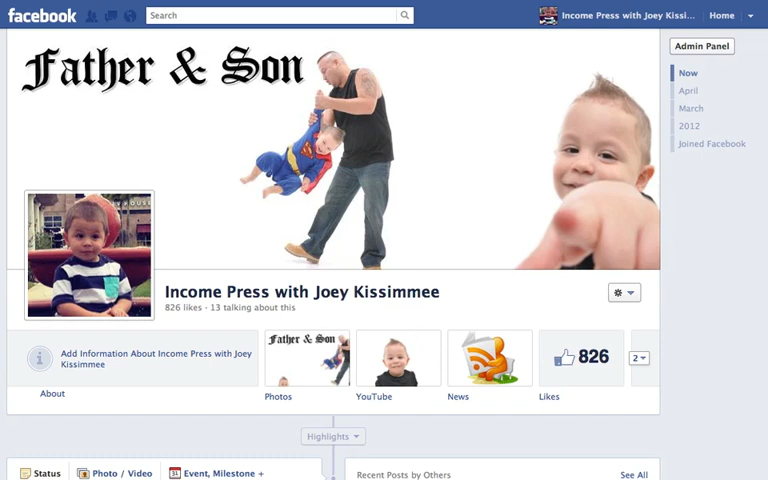 facebook
Search
Income Press with Joey Kissi...
Home
Father & Son
Admin Panel
Now
April
March
2012
Joined Facebook
Income Press with Joey Kissimmee
826 likes · 13 talking about this
Add Information About Income Press with Joey
Kissimmee
About
Father & Son
Photos
YouTube
News
826
Likes
2
Highlights
Status
Photo / Video
31
Event, Milestone +
Recent Posts by Others
See All